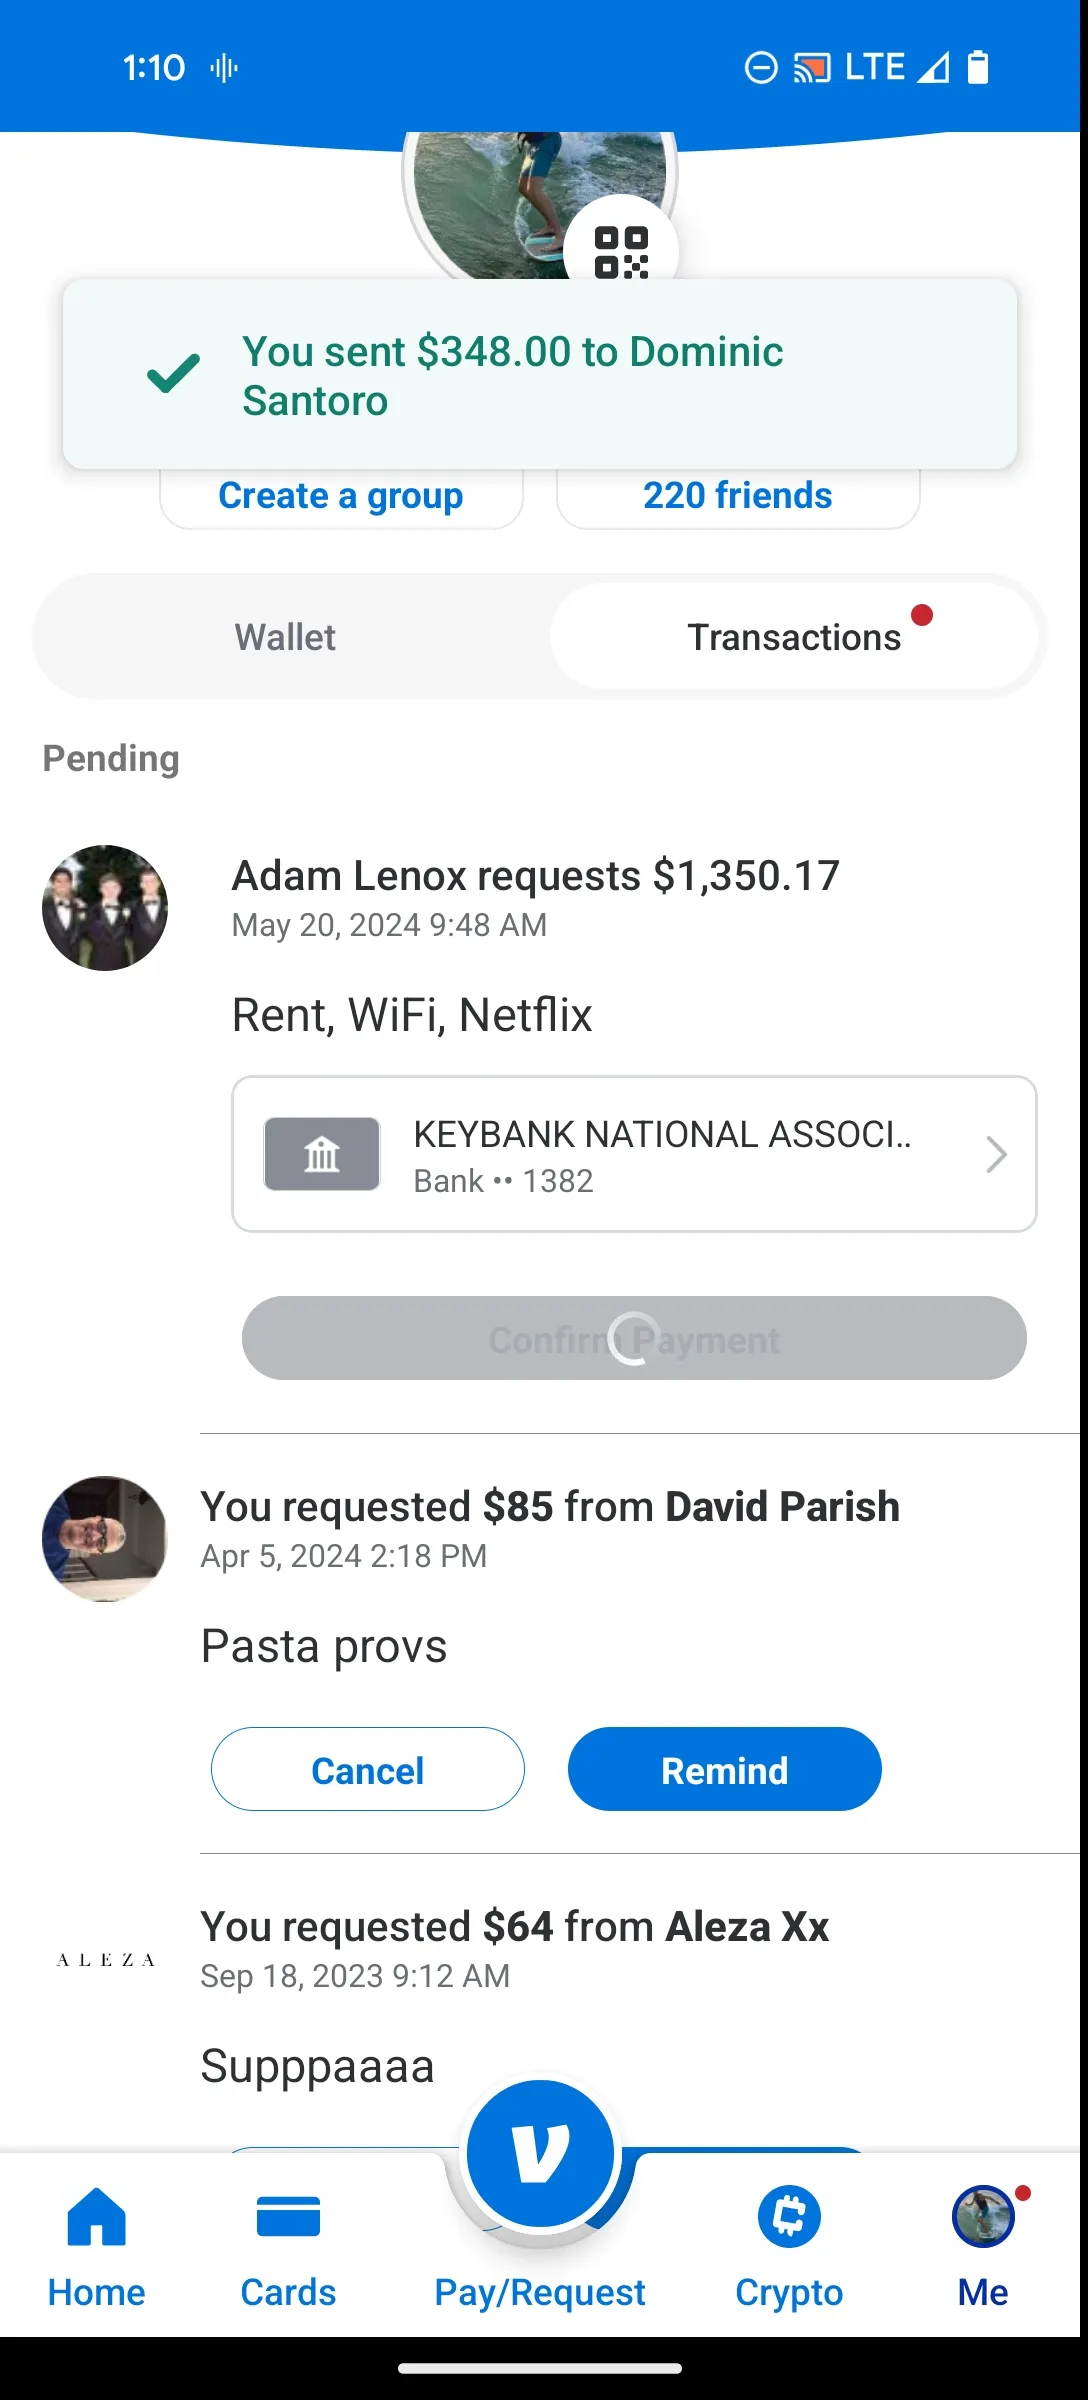 1:10
LTE
You sent $348.00 to Dominic
Santoro
Create a group
220 friends
Wallet
Transactions
Pending
Adam Lenox requests $1,350.17
May 20, 2024 9:48 AM
Rent, WiFi, Netflix
KEYBANK NATIONAL ASSOCI..
Bank •• 1382
Confirm Payment
You requested $85 from David Parish
Apr 5, 2024 2:18 PM
Pasta provs
Cancel
Remind
You requested $64 from Aleza Xx
ALEZA
Sep 18, 2023 9:12 AM
Supppaaaa
Home
Cards
Pay/Request
Crypto
Me